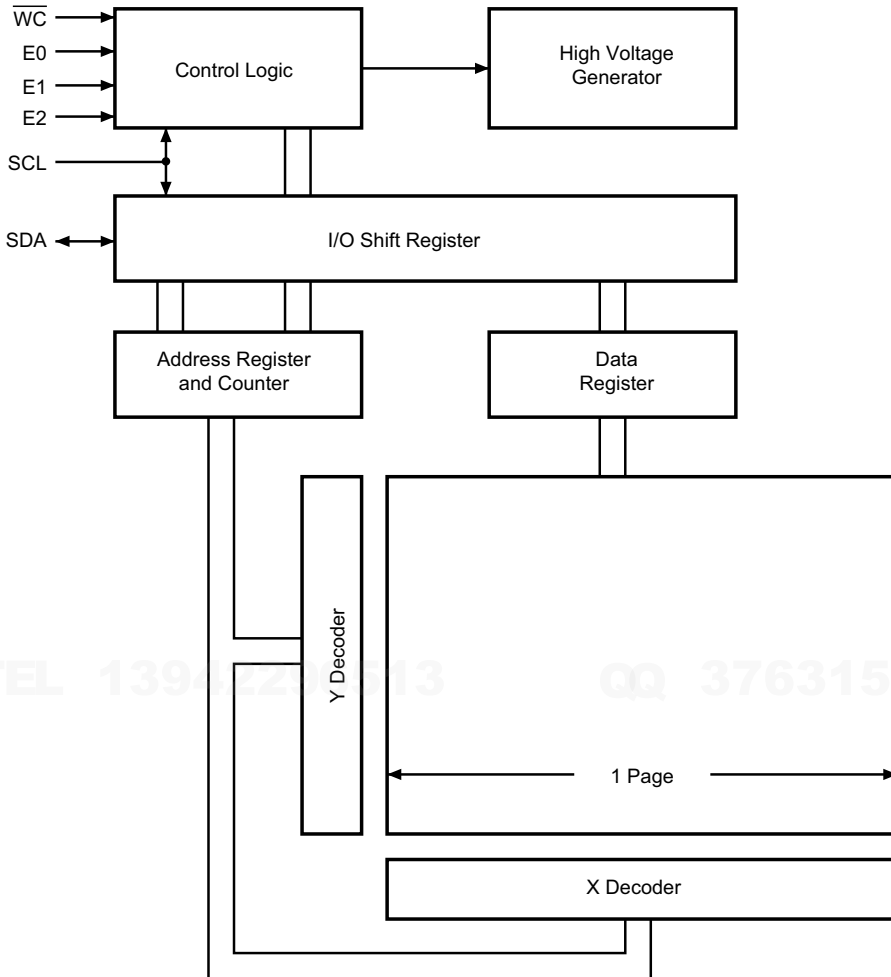 WC
E0
E1
E2
SCL
SDA
Control Logic
High Voltage
Generator
I/O Shift Register
Address Register
and Counter
Data
Register
Y Decoder
1 Page
X Decoder